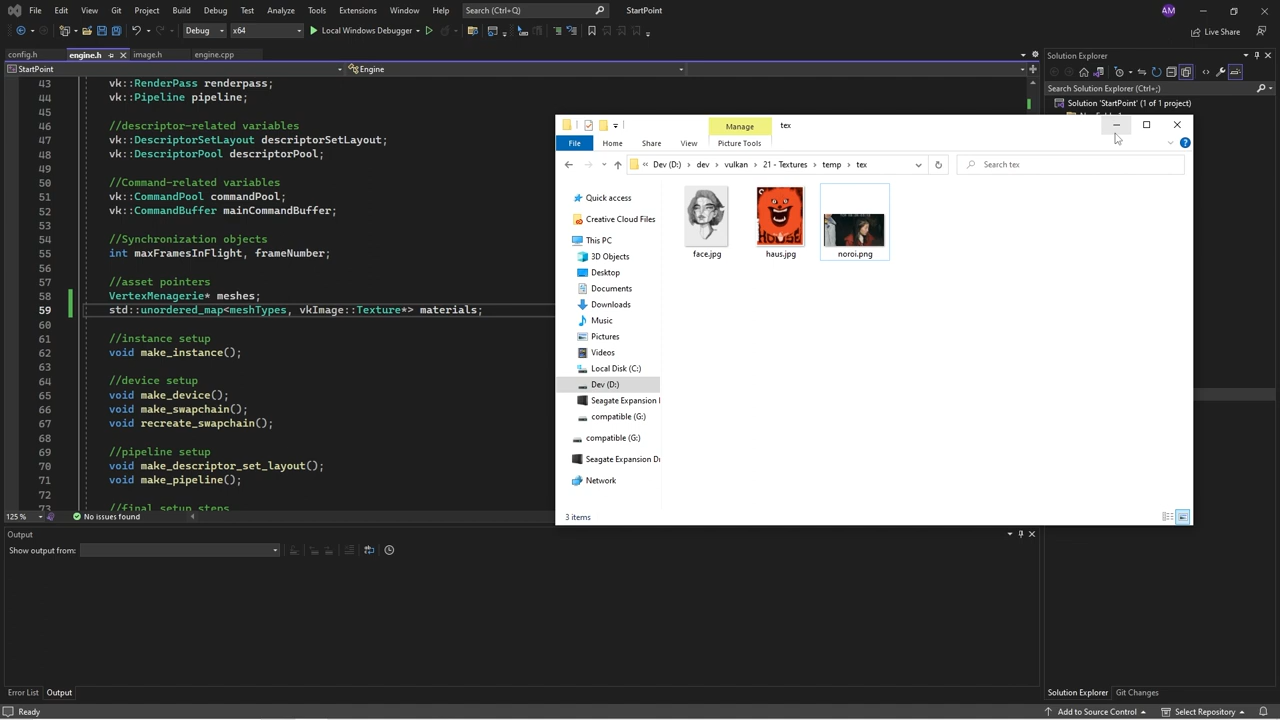 File Edit View Git Project Build Debug Test Analyze Tools Extensions Window Help Search (Ctrl+Q) StartPoint AM
Debug x64 Local Windows Debugger Live Share
config.h engine.h image.h engine.cpp Solution Explorer
StartPoint Engine
Search Solution Explorer (Ctrl+;)
Solution 'StartPoint' (1 of 1 project)
43 vk::RenderPass renderpass;
44 vk::Pipeline pipeline;
45
46 //descriptor-related variables
47 vk::DescriptorSetLayout descriptorSetLayout;
48 vk::DescriptorPool descriptorPool;
49
50 //Command-related variables
51 vk::CommandPool commandPool;
52 vk::CommandBuffer mainCommandBuffer;
53
54 //Synchronization objects
55 int maxFramesInFlight, frameNumber;
56
57 //asset pointers
58 VertexMenagerie* meshes;
59 std::unordered_map<meshTypes, vkImage::Texture*> materials;
60
61 //instance setup
62 void make_instance();
63
64 //device setup
65 void make_device();
66 void make_swapchain();
67 void recreate_swapchain();
68
69 //pipeline setup
70 void make_descriptor_set_layout();
71 void make_pipeline();
72
73 //final setup steps
125 % No issues found
Manage tex
File Home Share View Picture Tools
« Dev (D:) › dev › vulkan › 21 - Textures › temp › tex Search tex
Quick access
Creative Cloud Files
This PC
3D Objects
Desktop
Documents
Downloads
Music
Pictures
Videos
Local Disk (C:)
Dev (D:)
Seagate Expansion
compatible (G:)
compatible (G:)
Seagate Expansion
Network
HOUSE
face.jpg haus.jpg noroi.png
3 items
Output
Show output from:
Error List Output
Solution Explorer Git Changes
Ready Add to Source Control Select Repository